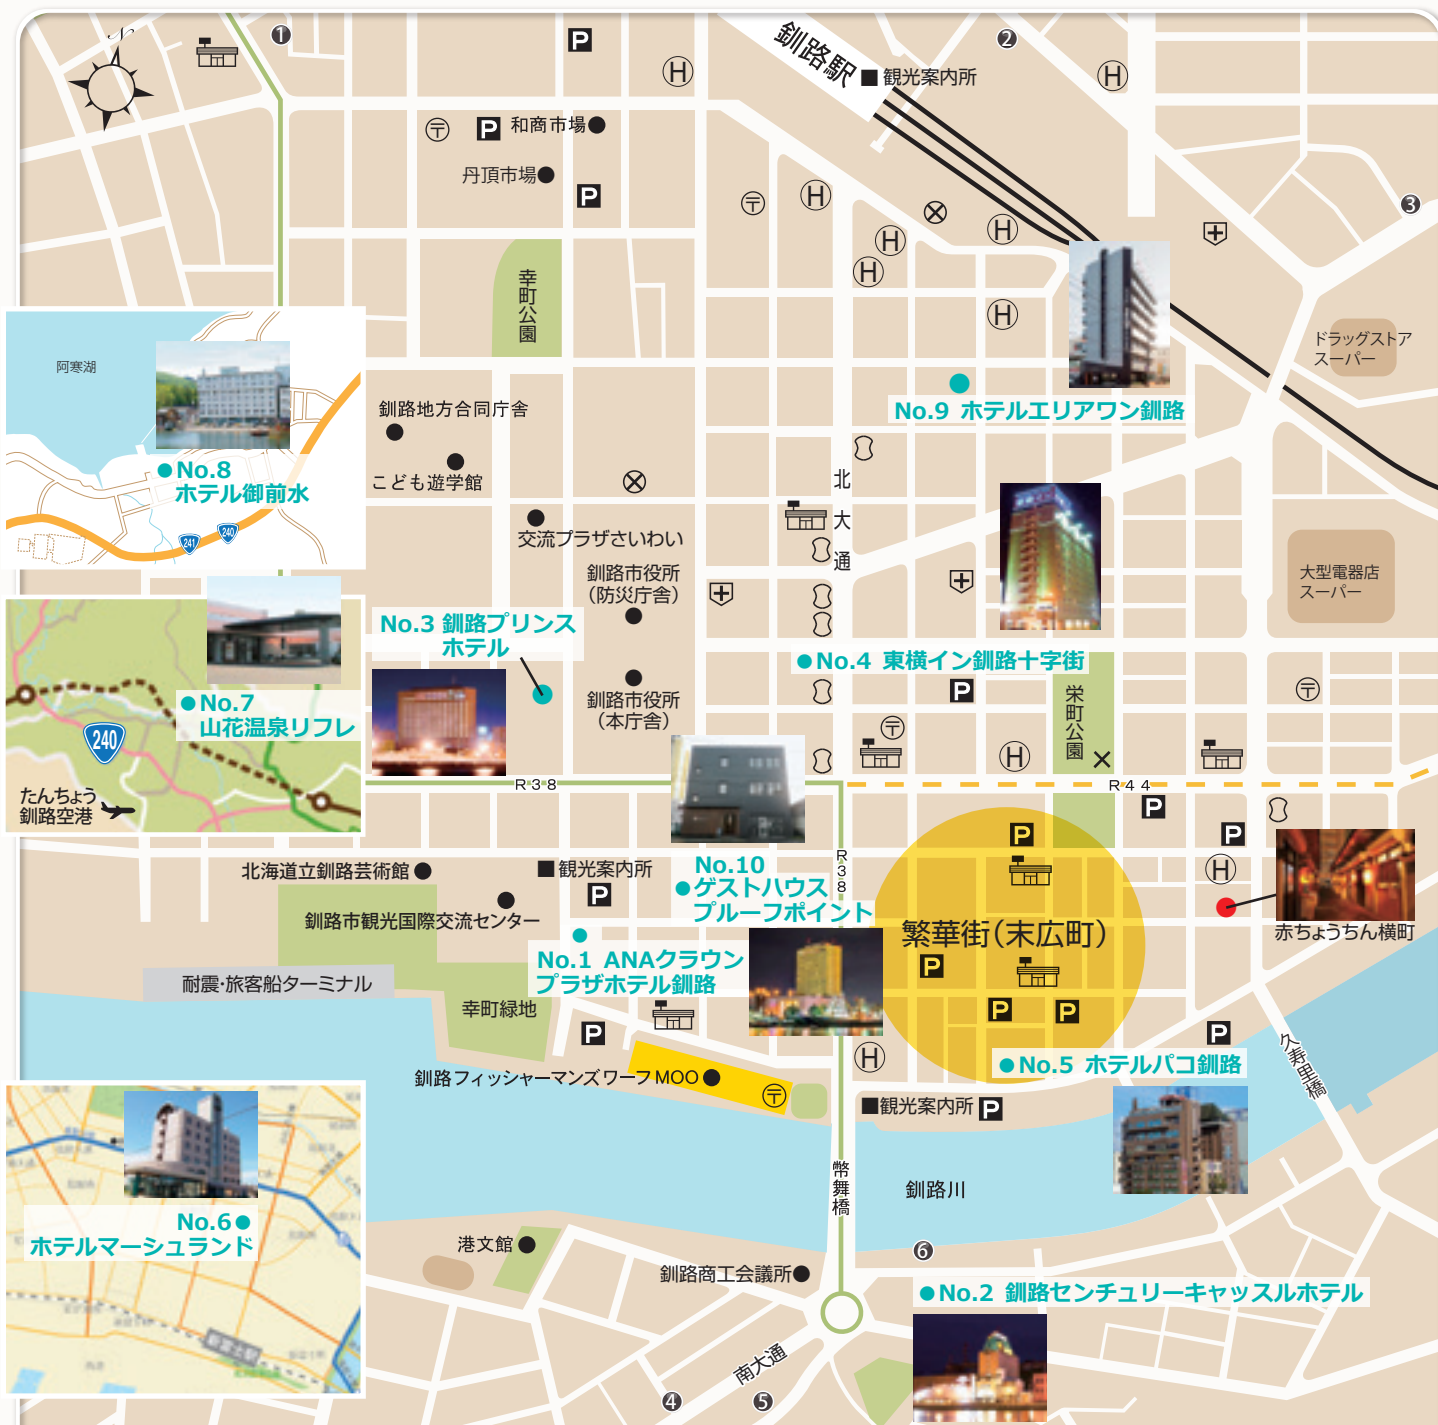 ❶
P
H
釧路駅
■観光案内所
❷
H
〒
P
和商市場
丹頂市場
P
〒
H
H
H
H
H
❸
幸町公園
ドラッグストア
スーパー
阿寒湖
No.8
ホテル御前水
241
240
釧路地方合同庁舎
こども遊学館
No.9 ホテルエリアワン釧路
北大通
交流プラザさいわい
釧路市役所
(防災庁舎)
大型電器店
スーパー
No.3 釧路プリンス
ホテル
釧路市役所
(本庁舎)
No.4 東横イン釧路十字街
P
栄町公園
〒
〒
H
No.7
山花温泉リフレ
240
たんちょう
釧路空港
R38
R44
P
P
P
H
R38
北海道立釧路芸術館
■観光案内所
P
釧路市観光国際交流センター
No.10
ゲストハウス
プルーフポイント
繁華街(末広町)
赤ちょうちん横町
No.1 ANAクラウン
プラザホテル釧路
P
P
P
P
耐震・旅客船ターミナル
幸町緑地
P
H
No.5 ホテルパコ釧路
久寿里橋
釧路フィッシャーマンズワーフMOO
〒
■観光案内所
P
幣舞橋
釧路川
No.6
ホテルマーシュランド
港文館
釧路商工会議所
❻
No.2 釧路センチュリーキャッスルホテル
南大通
❹
❺